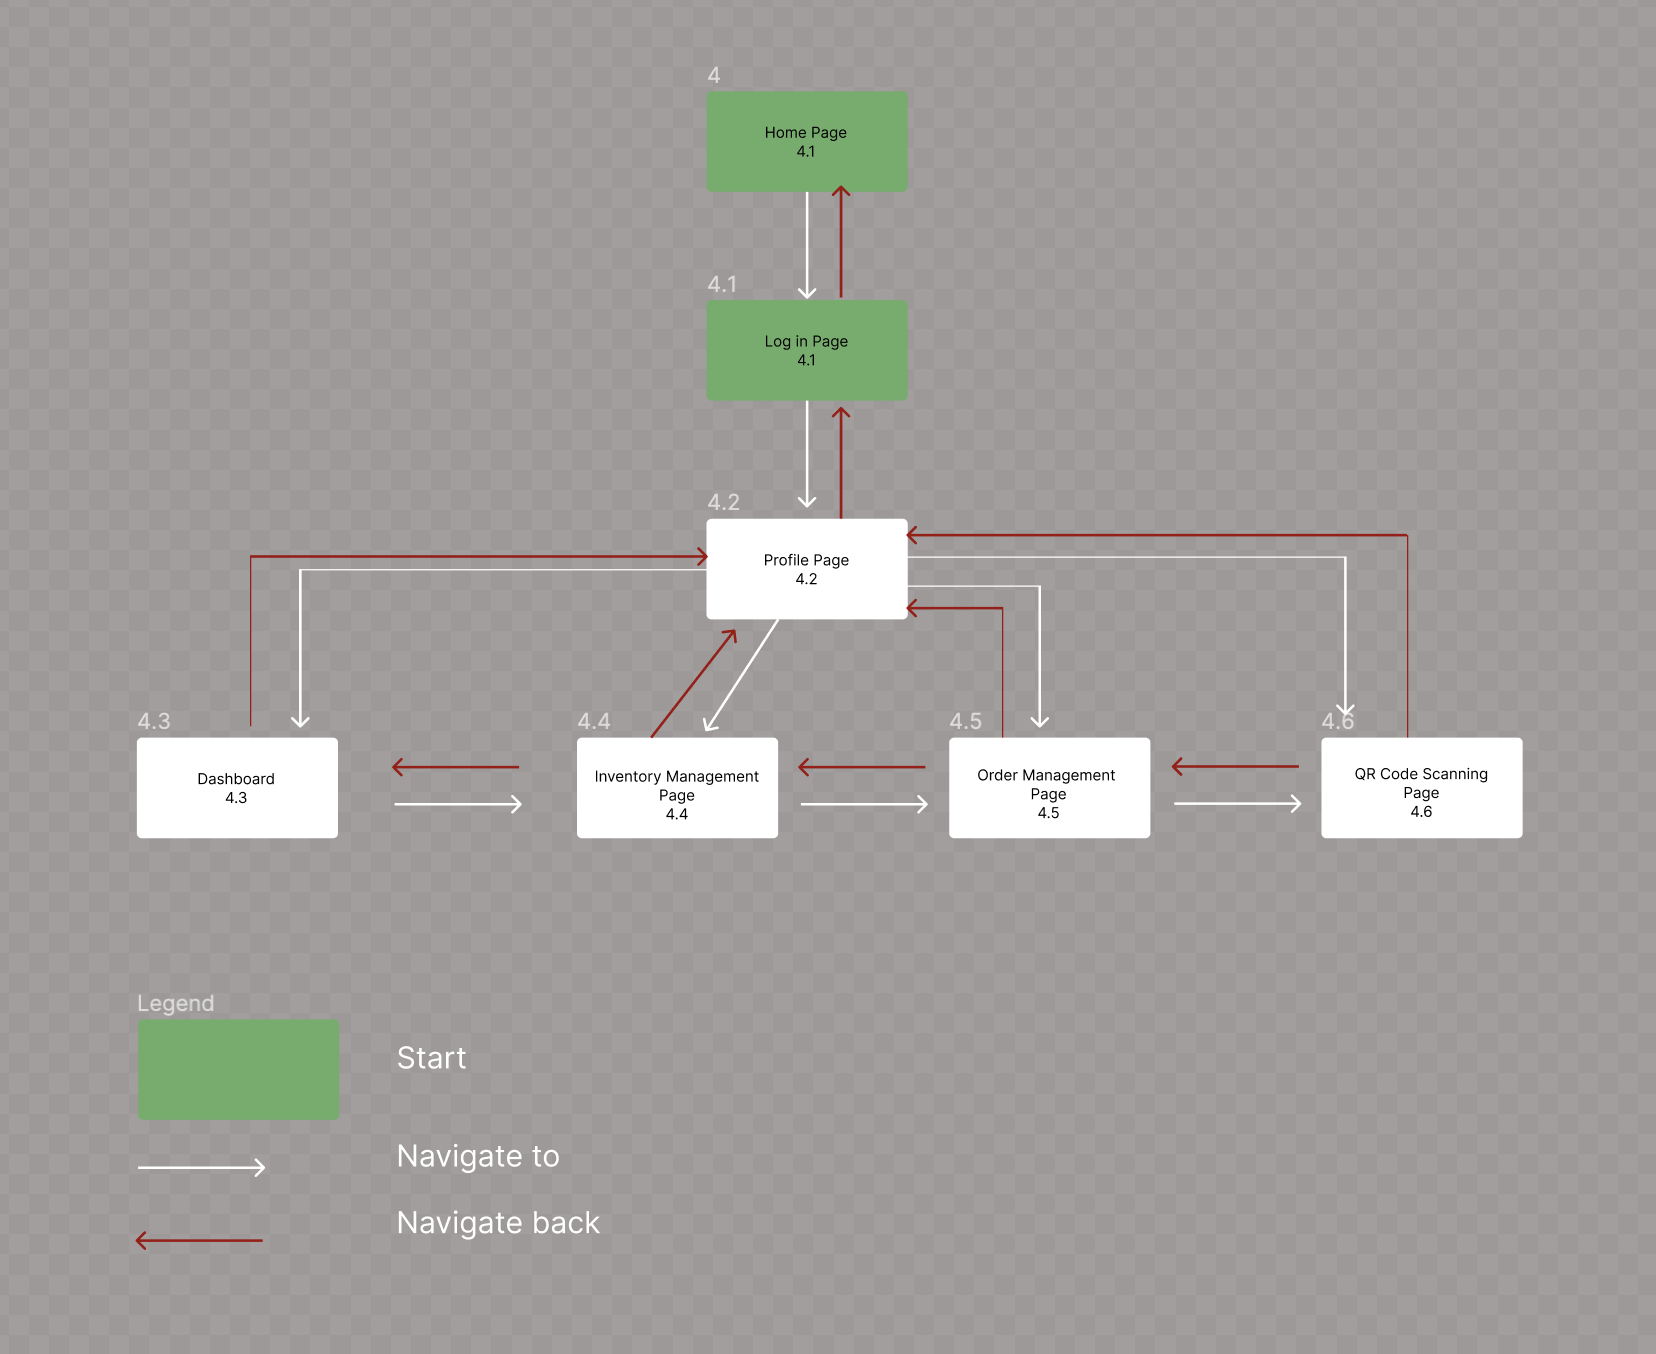 4
Home Page
4.1
4.1
Log in Page
4.1
4.2
Profile Page
4.2
4.3
Dashboard
4.3
4.4
Inventory Management
Page
4.4
4.5
Order Management
Page
4.5
4.6
QR Code Scanning
Page
4.6
Legend
Start
Navigate to
Navigate back